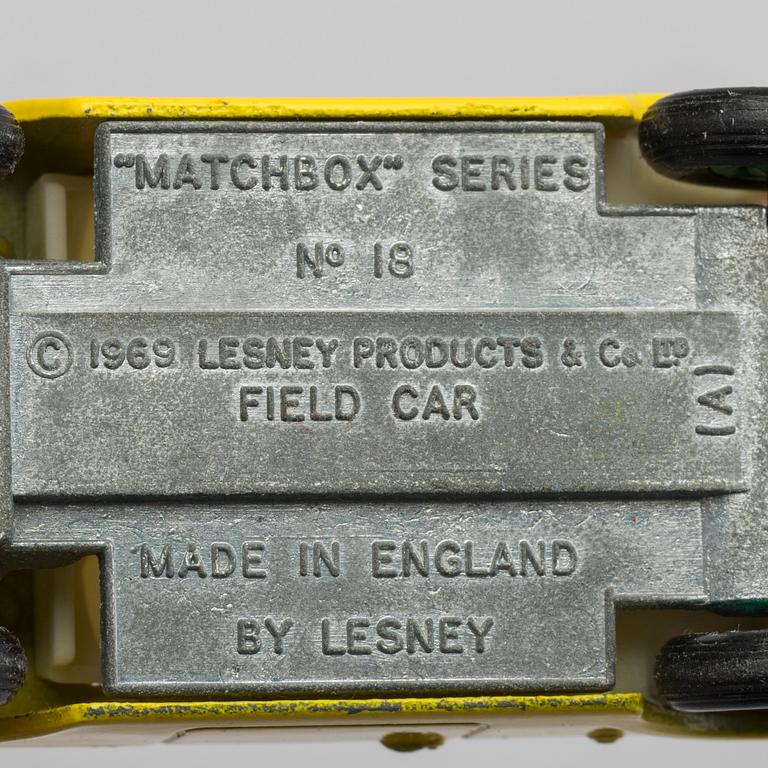 "MATCHBOX" SERIES
No 18
© 1969 LESNEY PRODUCTS & Co. LTD
FIELD CAR
(A)
MADE IN ENGLAND
BY LESNEY